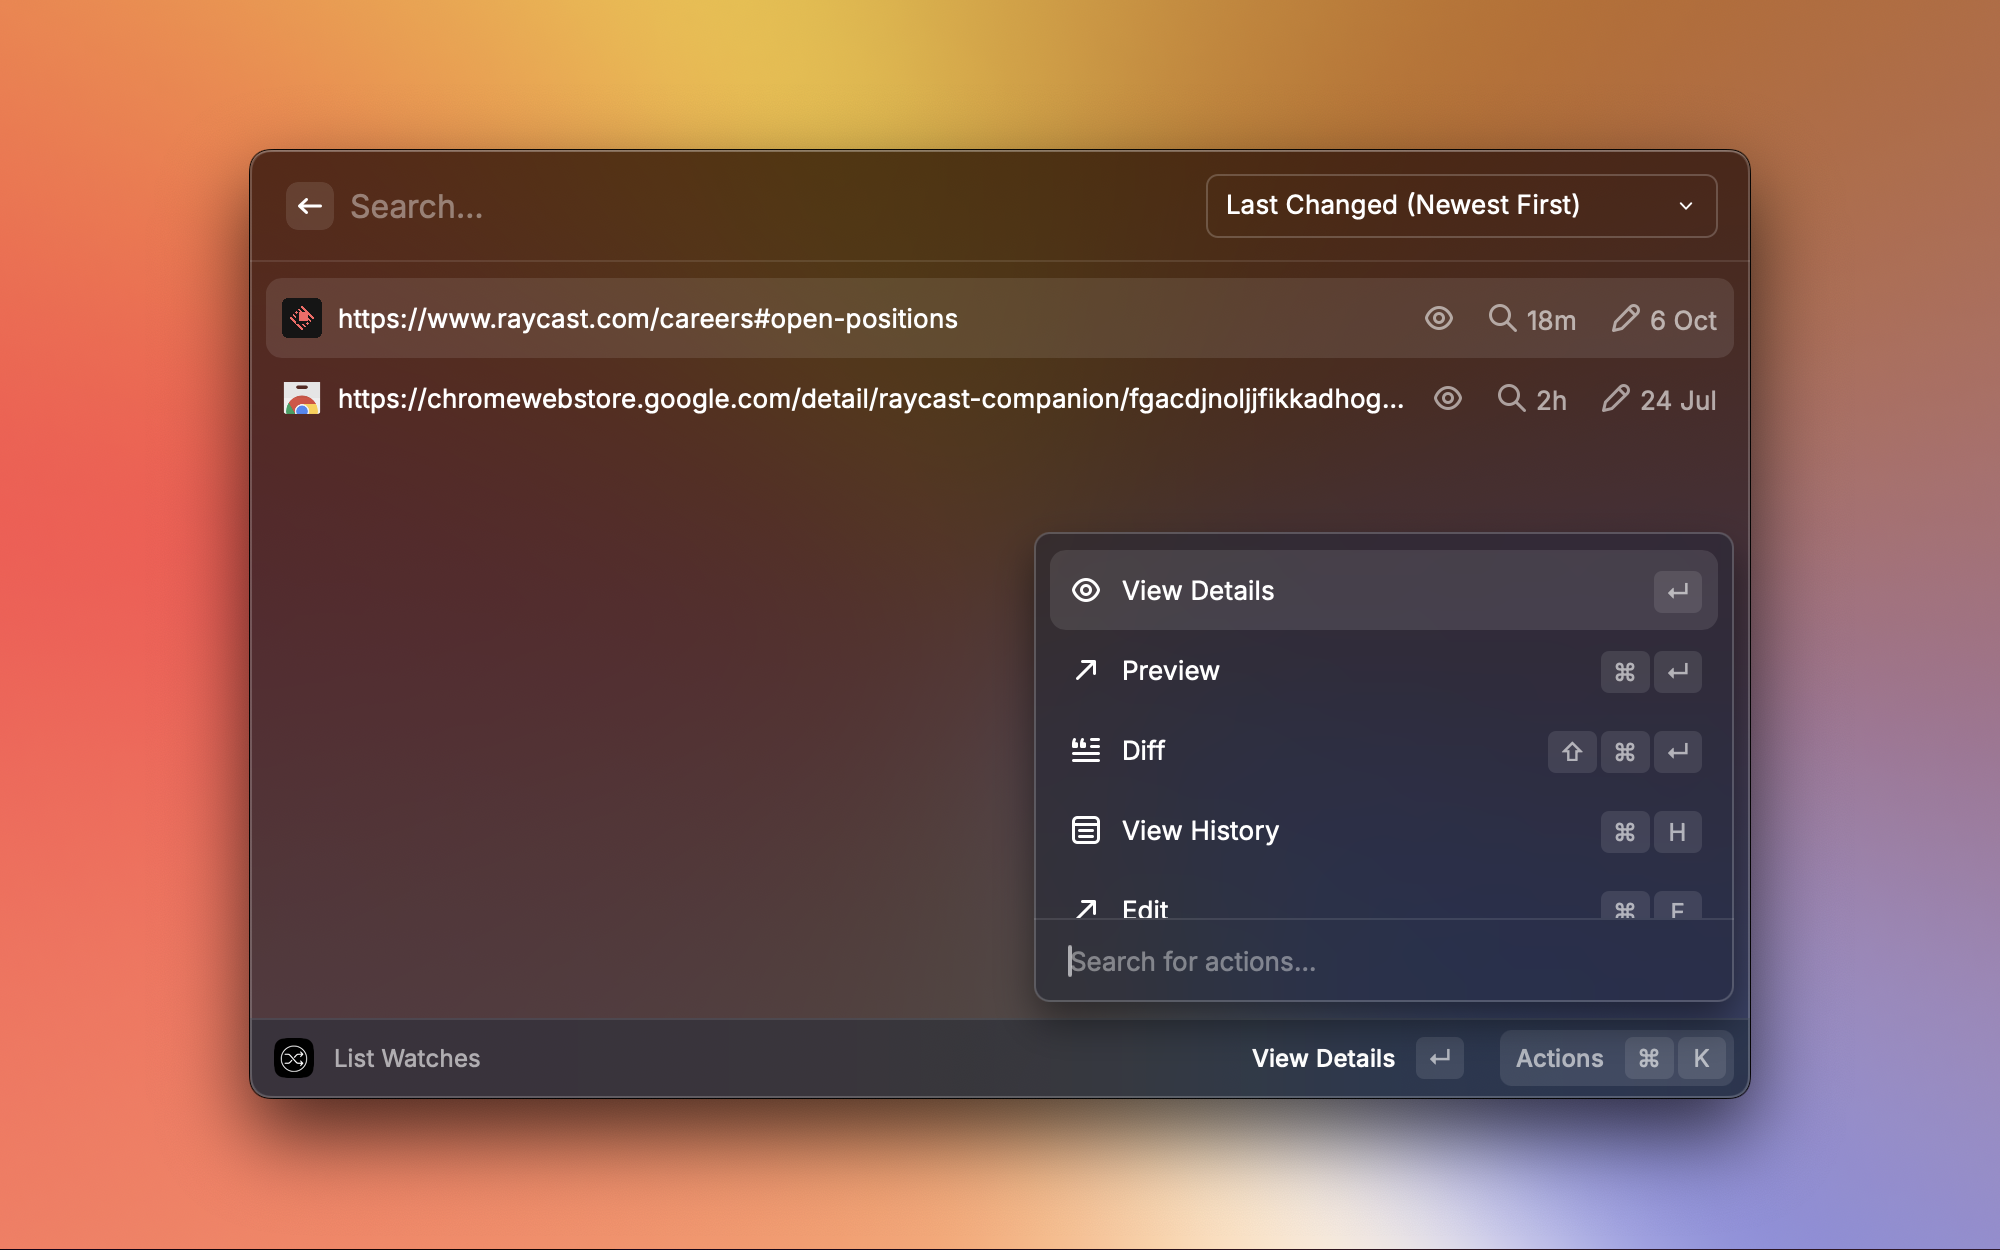 Search...
Last Changed (Newest First)
https://www.raycast.com/careers#open-positions 18m 6 Oct
https://chromewebstore.google.com/detail/raycast-companion/fgacdjnoljjfikkadhog... 2h 24 Jul
View Details ↵
Preview ⌘ ↵
Diff ⇧ ⌘ ↵
View History ⌘ H
Edit ⌘
Search for actions...
List Watches
View Details ↵
Actions ⌘ K